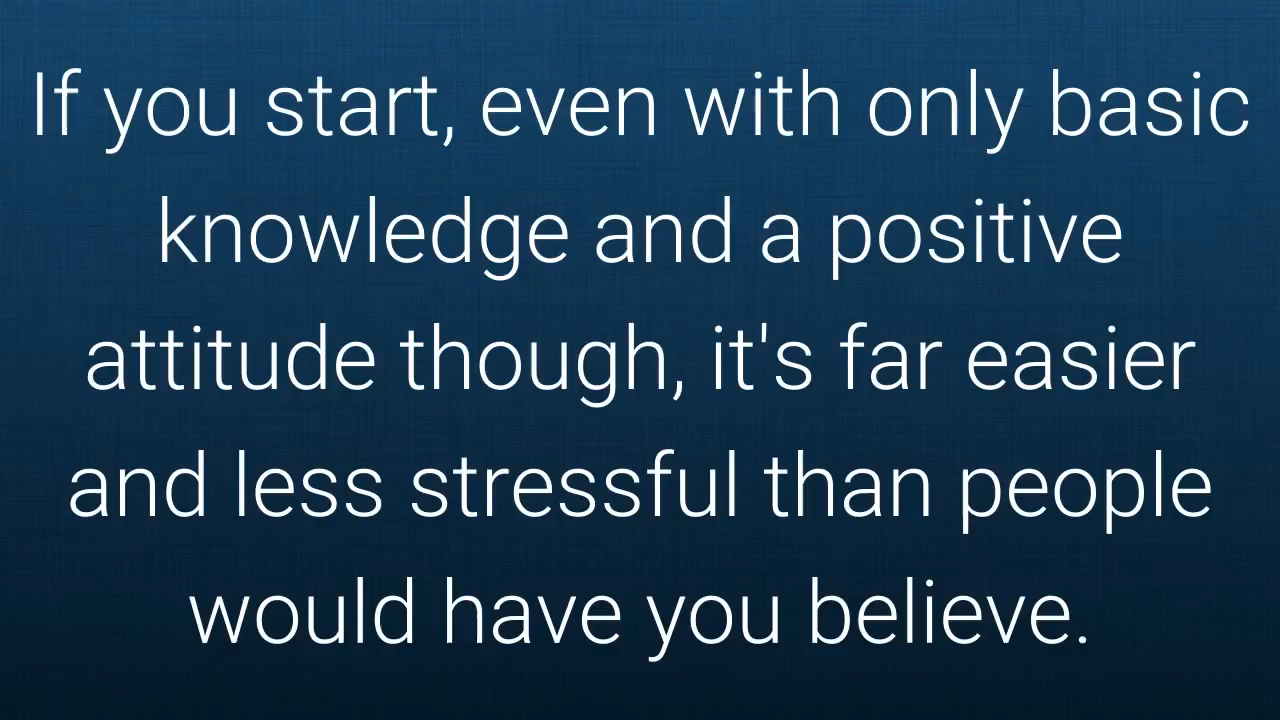 If you start, even with only basic
knowledge and a positive
attitude though, it's far easier
and less stressful than people
would have you believe.